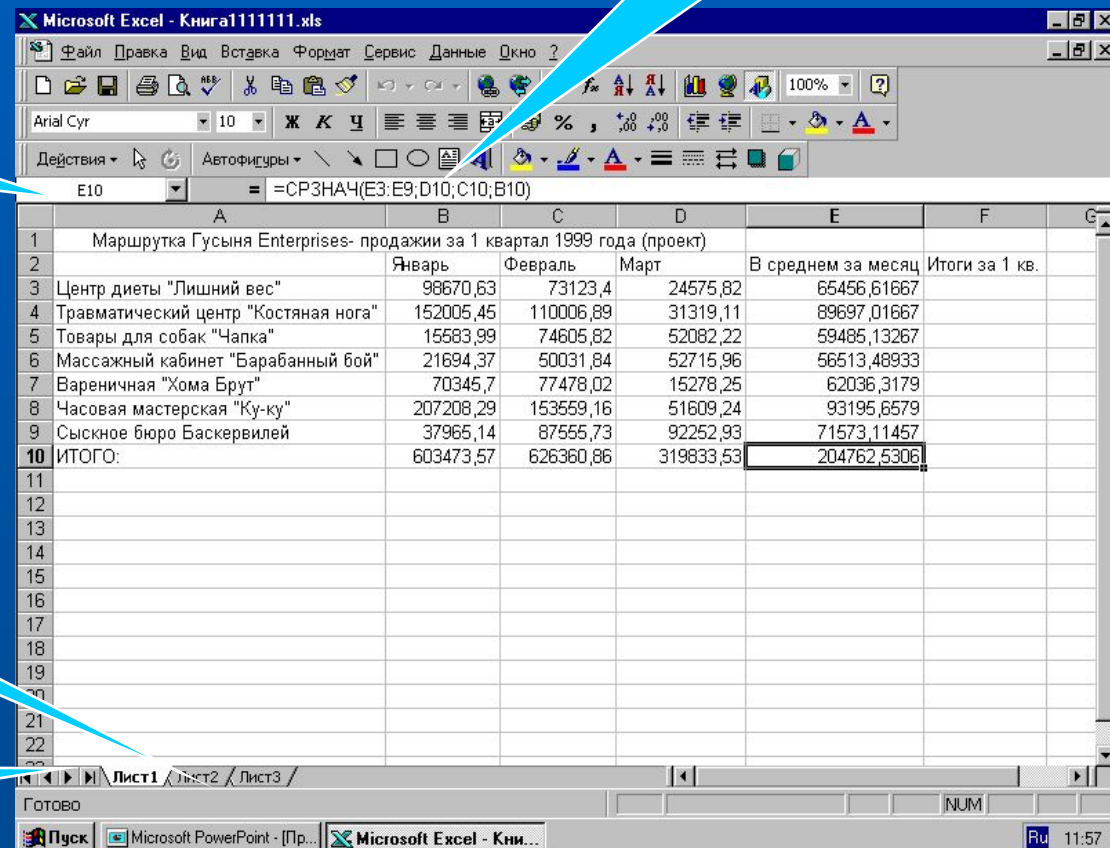 Microsoft Excel - Книга1111111.xls
Файл Правка Вид Вставка Формат Сервис Данные Окно ?
100%
Arial Cyr 10 Ж К Ч
Действия Автофигуры
E10 = =СРЗНАЧ(E3:E9;D10;C10;B10)
A B C D E F G
1 Маршрутка Гусыня Enterprises- продажии за 1 квартал 1999 года (проект)
2 Январь Февраль Март В среднем за месяц Итоги за 1 кв.
3 Центр диеты "Лишний вес" 98670,63 73123,4 24575,82 65456,61667
4 Травматический центр "Костяная нога" 152005,45 110006,89 31319,11 89697,01667
5 Товары для собак "Чапка" 15583,99 74605,82 52082,22 59485,13267
6 Массажный кабинет "Барабанный бой" 21694,37 50031,84 52715,96 56513,48933
7 Вареничная "Хома Брут" 70345,7 77478,02 15278,25 62036,3179
8 Часовая мастерская "Ку-ку" 207208,29 153559,16 51609,24 93195,6579
9 Сыскное бюро Баскервилей 37965,14 87555,73 92252,93 71573,11457
10 ИТОГО: 603473,57 626360,86 319833,53 204762,5306
11
12
13
14
15
16
17
18
19
20
21
22
Лист1 Лист2 Лист3
Готово NUM
Пуск Microsoft PowerPoint - [Пр... Microsoft Excel - Кни... Ru 11:57